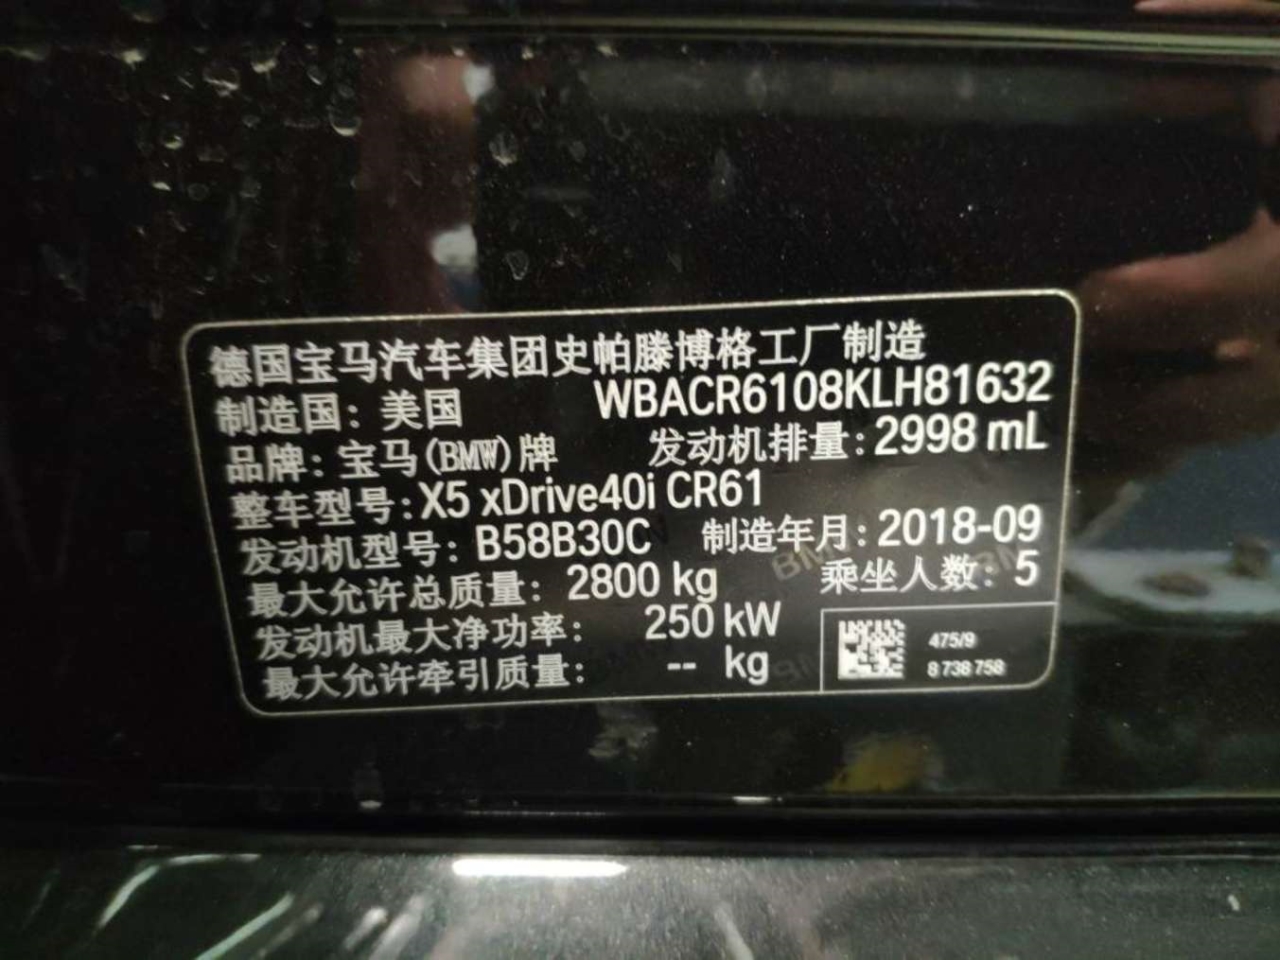 德国宝马汽车集团史帕滕博格工厂制造
制造国: 美国 WBACR6108KLH81632
品牌: 宝马(BMW)牌 发动机排量: 2998 mL
整车型号: X5 xDrive40i CR61
发动机型号: B58B30C 制造年月: 2018-09
最大允许总质量: 2800 kg 乘坐人数: 5
发动机最大净功率: 250 kW
最大允许牵引质量: -- kg
475/9
8 738 758